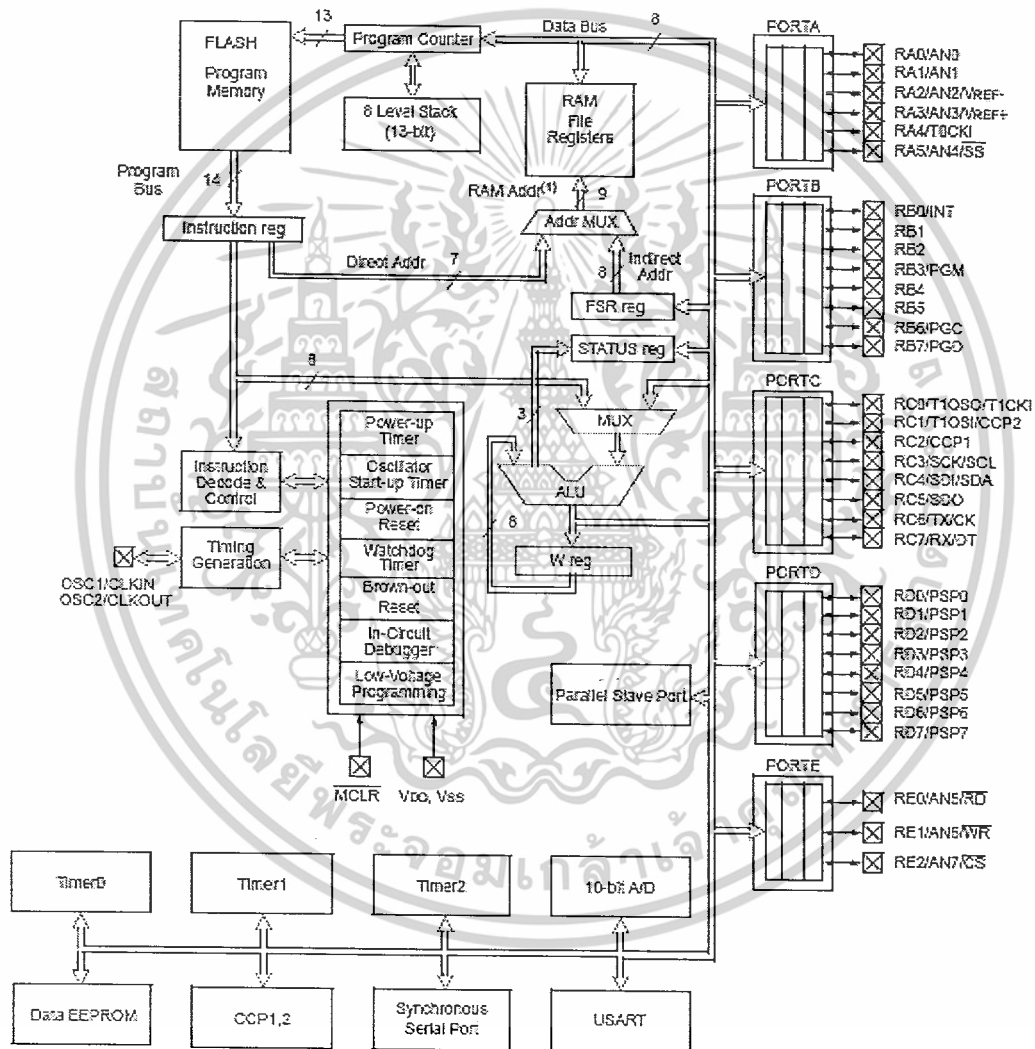 13
Data Bus
8
PORTA
FLASH
Program
Memory
Program Counter
8 Level Stack
(13-bit)
RAM
File
Registers
RA0/AN0
RA1/AN1
RA2/AN2/VREF-
RA3/AN3/VREF+
RA4/T0CKI
RA5/AN4/SS
Program
Bus
14
RAM Addr(1)
9
PORTB
Instruction reg
Addr MUX
RB0/INT
RB1
RB2
RB3/PGM
RB4
RB5
RB6/PGC
RB7/PGD
Direct Addr
7
8
Indirect
Addr
FSR reg
STATUS reg
8
3
MUX
PORTC
RC0/T1OSO/T1CKI
RC1/T1OSI/CCP2
RC2/CCP1
RC3/SCK/SCL
RC4/SDI/SDA
RC5/SDO
RC6/TX/CK
RC7/RX/DT
Power-up
Timer
Instruction
Decode &
Control
Oscillator
Start-up Timer
ALU
Power-on
Reset
8
Timing
Generation
Watchdog
Timer
W reg
OSC1/CLKIN
OSC2/CLKOUT
Brown-out
Reset
PORTD
In-Circuit
Debugger
RD0/PSP0
RD1/PSP1
RD2/PSP2
RD3/PSP3
RD4/PSP4
RD5/PSP5
RD6/PSP6
RD7/PSP7
Low-Voltage
Programming
Parallel Slave Port
MCLR
VDD, VSS
PORTE
RE0/AN5/RD
RE1/AN6/WR
RE2/AN7/CS
Timer0
Timer1
Timer2
10-bit A/D
Data EEPROM
CCP1,2
Synchronous
Serial Port
USART